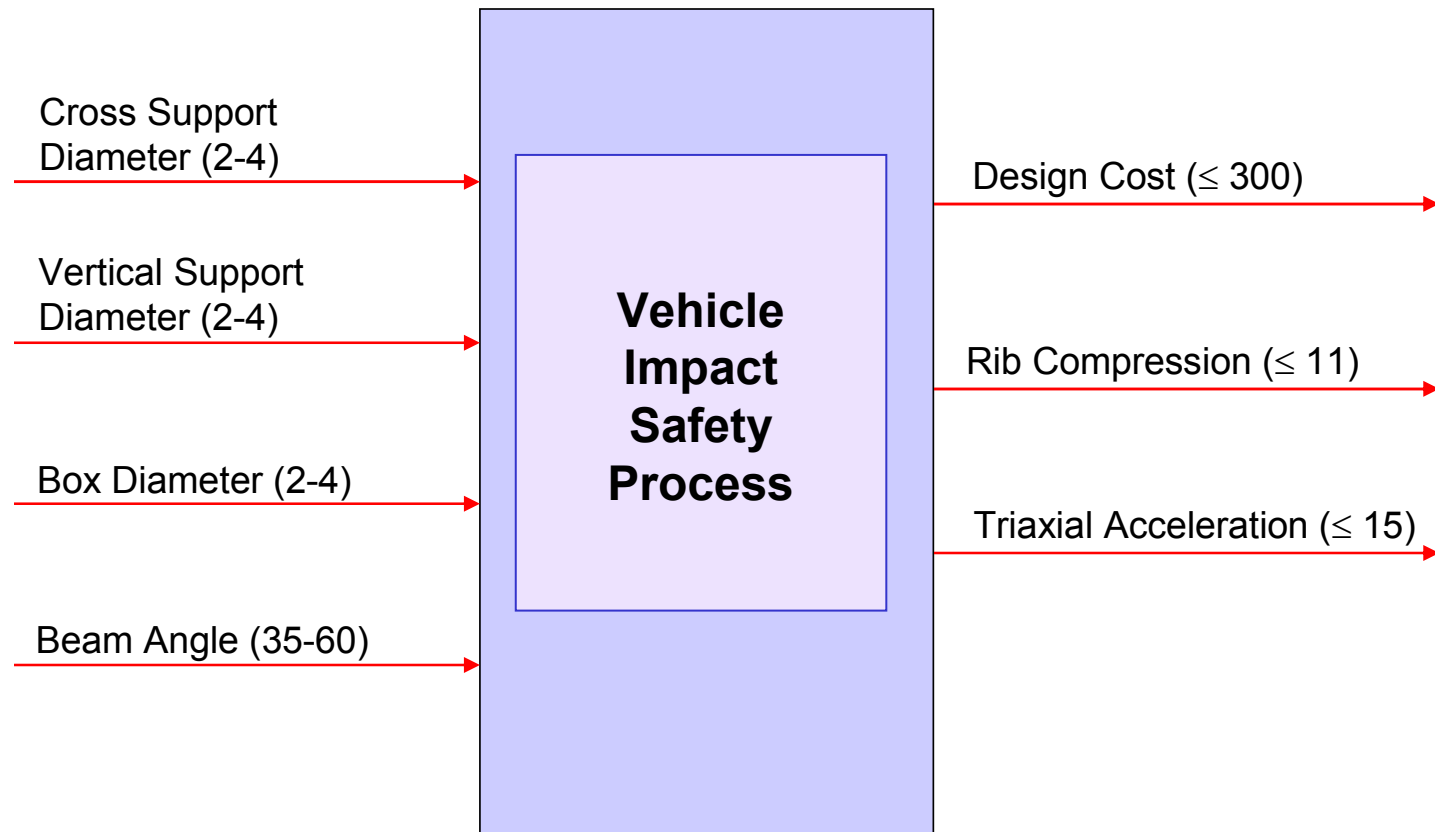 Cross Support
Diameter (2-4)
Vertical Support
Diameter (2-4)
Box Diameter (2-4)
Beam Angle (35-60)
Vehicle
Impact
Safety
Process
Design Cost (≤ 300)
Rib Compression (≤ 11)
Triaxial Acceleration (≤ 15)